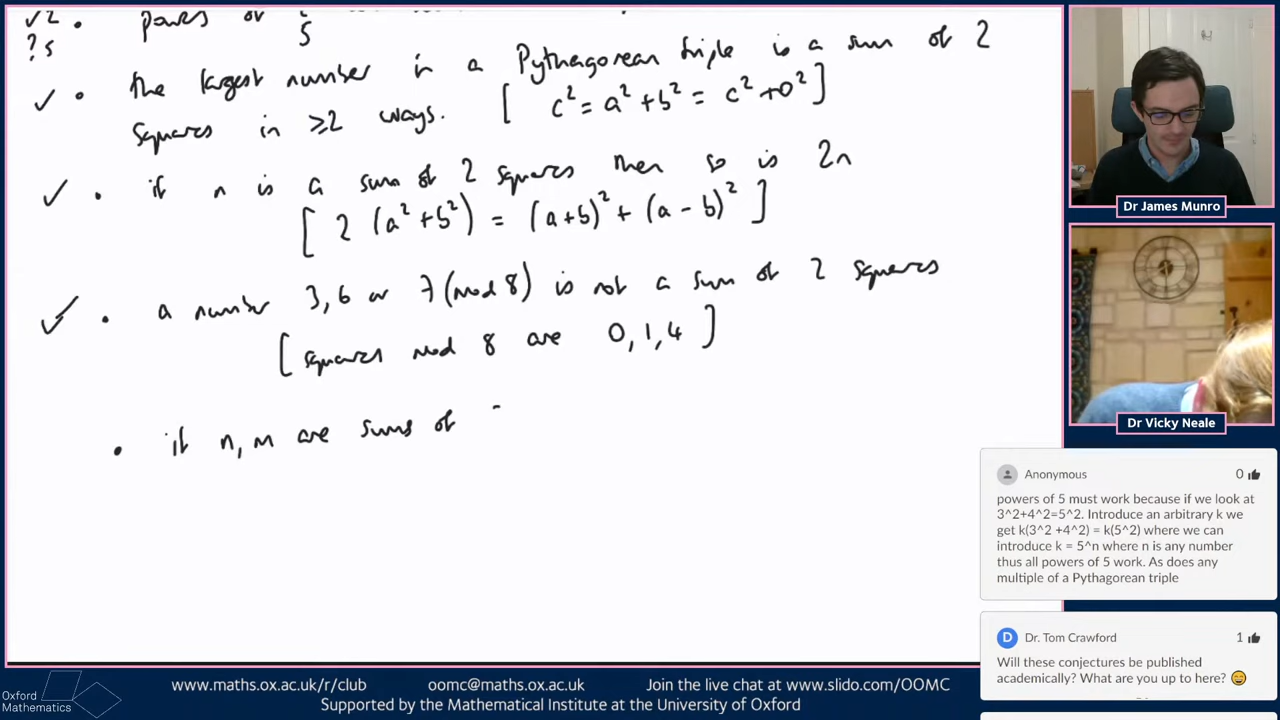 √2 • powers of 2
? 5 5
✓ • the largest number in a Pythagorean triple is a sum of 2
squares in ≥2 ways. [ c² = a² + b² = c² + 0² ]
✓ • if n is a sum of 2 squares then so is 2n
[ 2 (a² + b²) = (a+b)² + (a - b)² ]
✓ • a number 3, 6 or 7 (mod 8) is not a sum of 2 squares
[ squares mod 8 are 0, 1, 4 ]
• if n, m are sums of
Dr James Munro
Dr Vicky Neale
Anonymous 0
powers of 5 must work because if we look at
3^2+4^2=5^2. Introduce an arbitrary k we
get k(3^2 +4^2) = k(5^2) where we can
introduce k = 5^n where n is any number
thus all powers of 5 work. As does any
multiple of a Pythagorean triple
D Dr. Tom Crawford 1
Will these conjectures be published
academically? What are you up to here? 😄
Oxford
Mathematics
www.maths.ox.ac.uk/r/club oomc@maths.ox.ac.uk Join the live chat at www.slido.com/OOMC
Supported by the Mathematical Institute at the University of Oxford